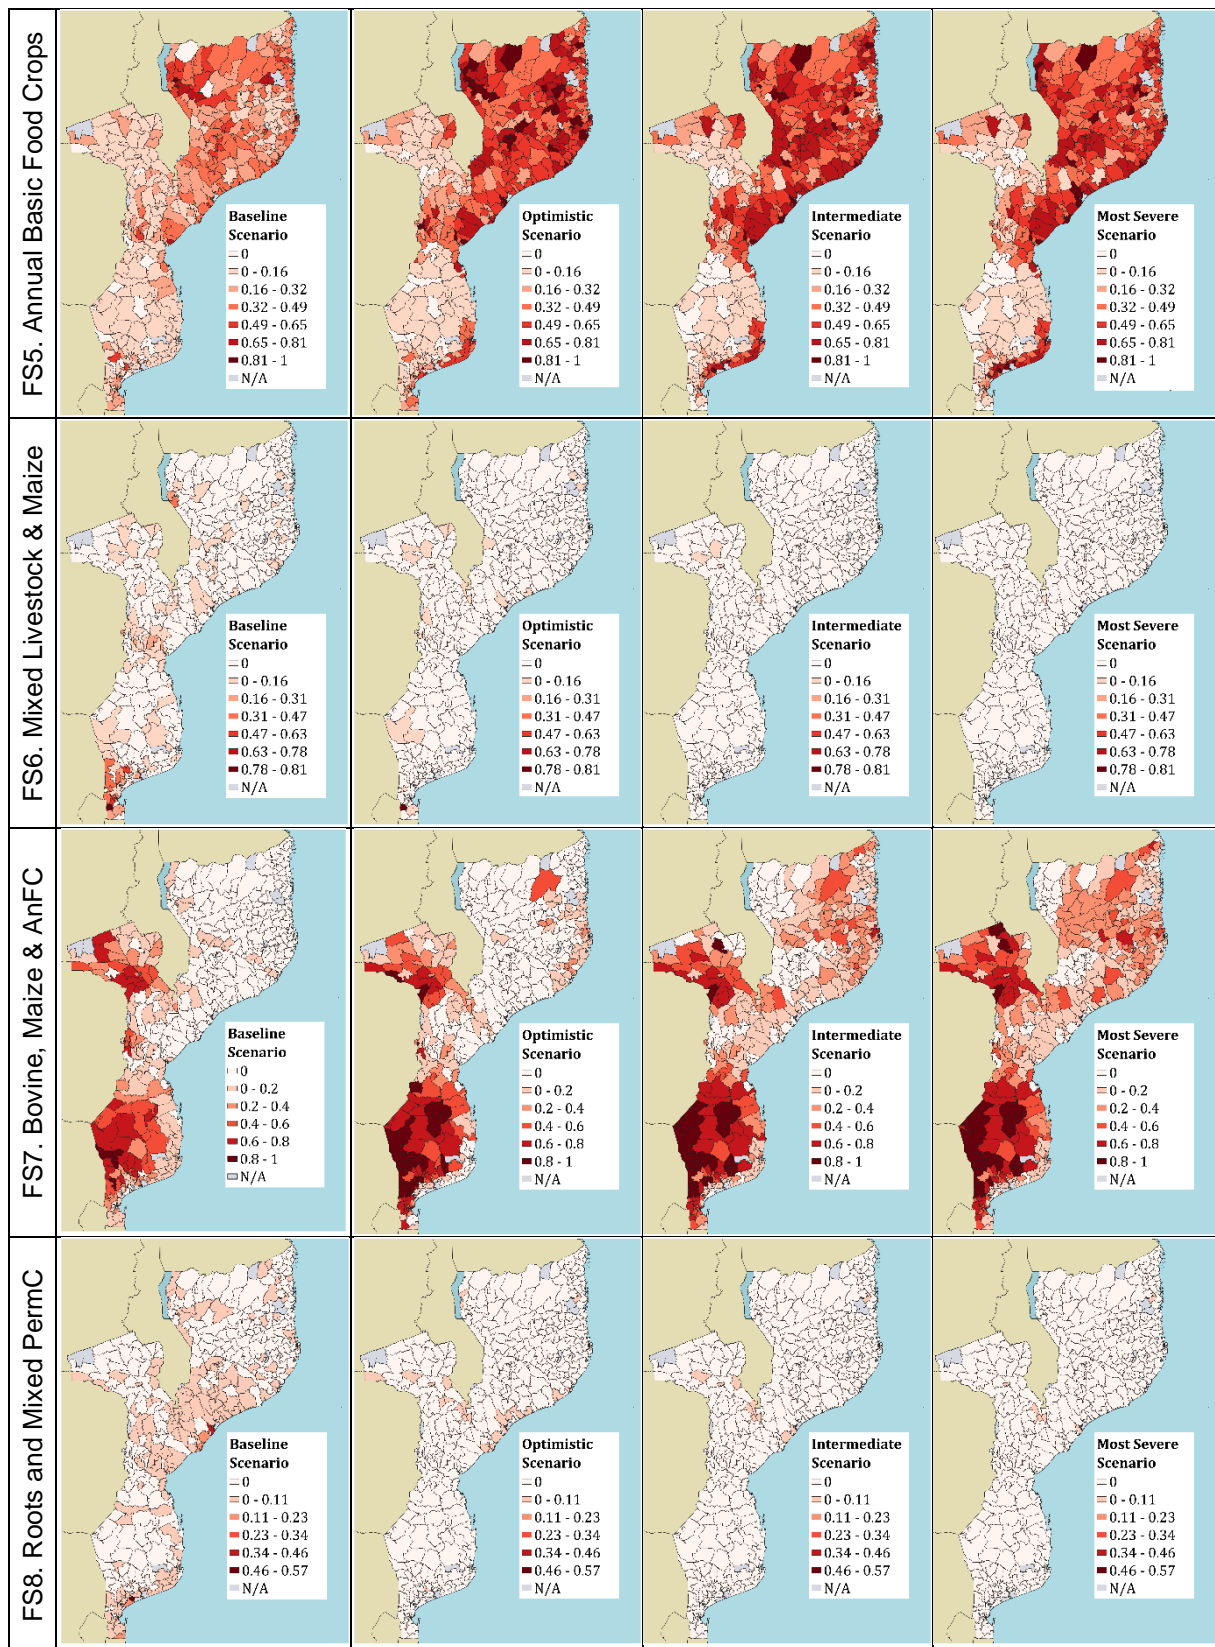 FS5. Annual Basic Food Crops
Baseline
Scenario
0
0 - 0.16
0.16 - 0.32
0.32 - 0.49
0.49 - 0.65
0.65 - 0.81
0.81 - 1
N/A
Optimistic
Scenario
0
0 - 0.16
0.16 - 0.32
0.32 - 0.49
0.49 - 0.65
0.65 - 0.81
0.81 - 1
N/A
Intermediate
Scenario
0
0 - 0.16
0.16 - 0.32
0.32 - 0.49
0.49 - 0.65
0.65 - 0.81
0.81 - 1
N/A
Most Severe
Scenario
0
0 - 0.16
0.16 - 0.32
0.32 - 0.49
0.49 - 0.65
0.65 - 0.81
0.81 - 1
N/A
FS6. Mixed Livestock & Maize
Baseline
Scenario
0
0 - 0.16
0.16 - 0.31
0.31 - 0.47
0.47 - 0.63
0.63 - 0.78
0.78 - 0.81
N/A
Optimistic
Scenario
0
0 - 0.16
0.16 - 0.31
0.31 - 0.47
0.47 - 0.63
0.63 - 0.78
0.78 - 0.81
N/A
Intermediate
Scenario
0
0 - 0.16
0.16 - 0.31
0.31 - 0.47
0.47 - 0.63
0.63 - 0.78
0.78 - 0.81
N/A
Most Severe
Scenario
0
0 - 0.16
0.16 - 0.31
0.31 - 0.47
0.47 - 0.63
0.63 - 0.78
0.78 - 0.81
N/A
FS7. Bovine, Maize & AnFC
Baseline
Scenario
0
0 - 0.2
0.2 - 0.4
0.4 - 0.6
0.6 - 0.8
0.8 - 1
N/A
Optimistic
Scenario
0
0 - 0.2
0.2 - 0.4
0.4 - 0.6
0.6 - 0.8
0.8 - 1
N/A
Intermediate
Scenario
0
0 - 0.2
0.2 - 0.4
0.4 - 0.6
0.6 - 0.8
0.8 - 1
N/A
Most Severe
Scenario
0
0 - 0.2
0.2 - 0.4
0.4 - 0.6
0.6 - 0.8
0.8 - 1
N/A
FS8. Roots and Mixed PermC
Baseline
Scenario
0
0 - 0.11
0.11 - 0.23
0.23 - 0.34
0.34 - 0.46
0.46 - 0.57
N/A
Optimistic
Scenario
0
0 - 0.11
0.11 - 0.23
0.23 - 0.34
0.34 - 0.46
0.46 - 0.57
N/A
Intermediate
Scenario
0
0 - 0.11
0.11 - 0.23
0.23 - 0.34
0.34 - 0.46
0.46 - 0.57
N/A
Most Severe
Scenario
0
0 - 0.11
0.11 - 0.23
0.23 - 0.34
0.34 - 0.46
0.46 - 0.57
N/A